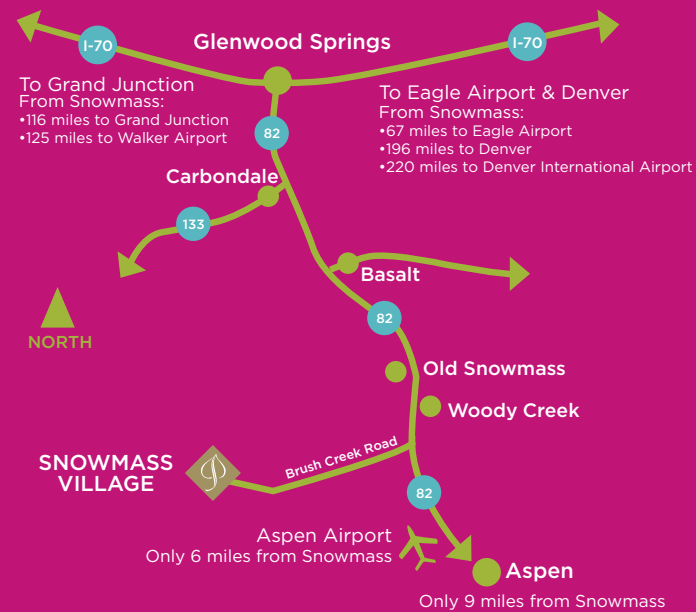 I-70
I-70
Glenwood Springs
To Grand Junction
From Snowmass:
•116 miles to Grand Junction
•125 miles to Walker Airport
To Eagle Airport & Denver
From Snowmass:
•67 miles to Eagle Airport
•196 miles to Denver
•220 miles to Denver International Airport
82
Carbondale
133
Basalt
NORTH
82
Old Snowmass
Woody Creek
Brush Creek Road
SNOWMASS
VILLAGE
82
Aspen Airport
Only 6 miles from Snowmass
Aspen
Only 9 miles from Snowmass